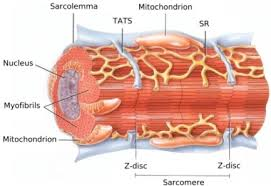 Sarcolemma
Mitochondrion
TATS
SR
Nucleus
Myofibrils
Mitochondrion
Z-disc
Z-disc
Sarcomere